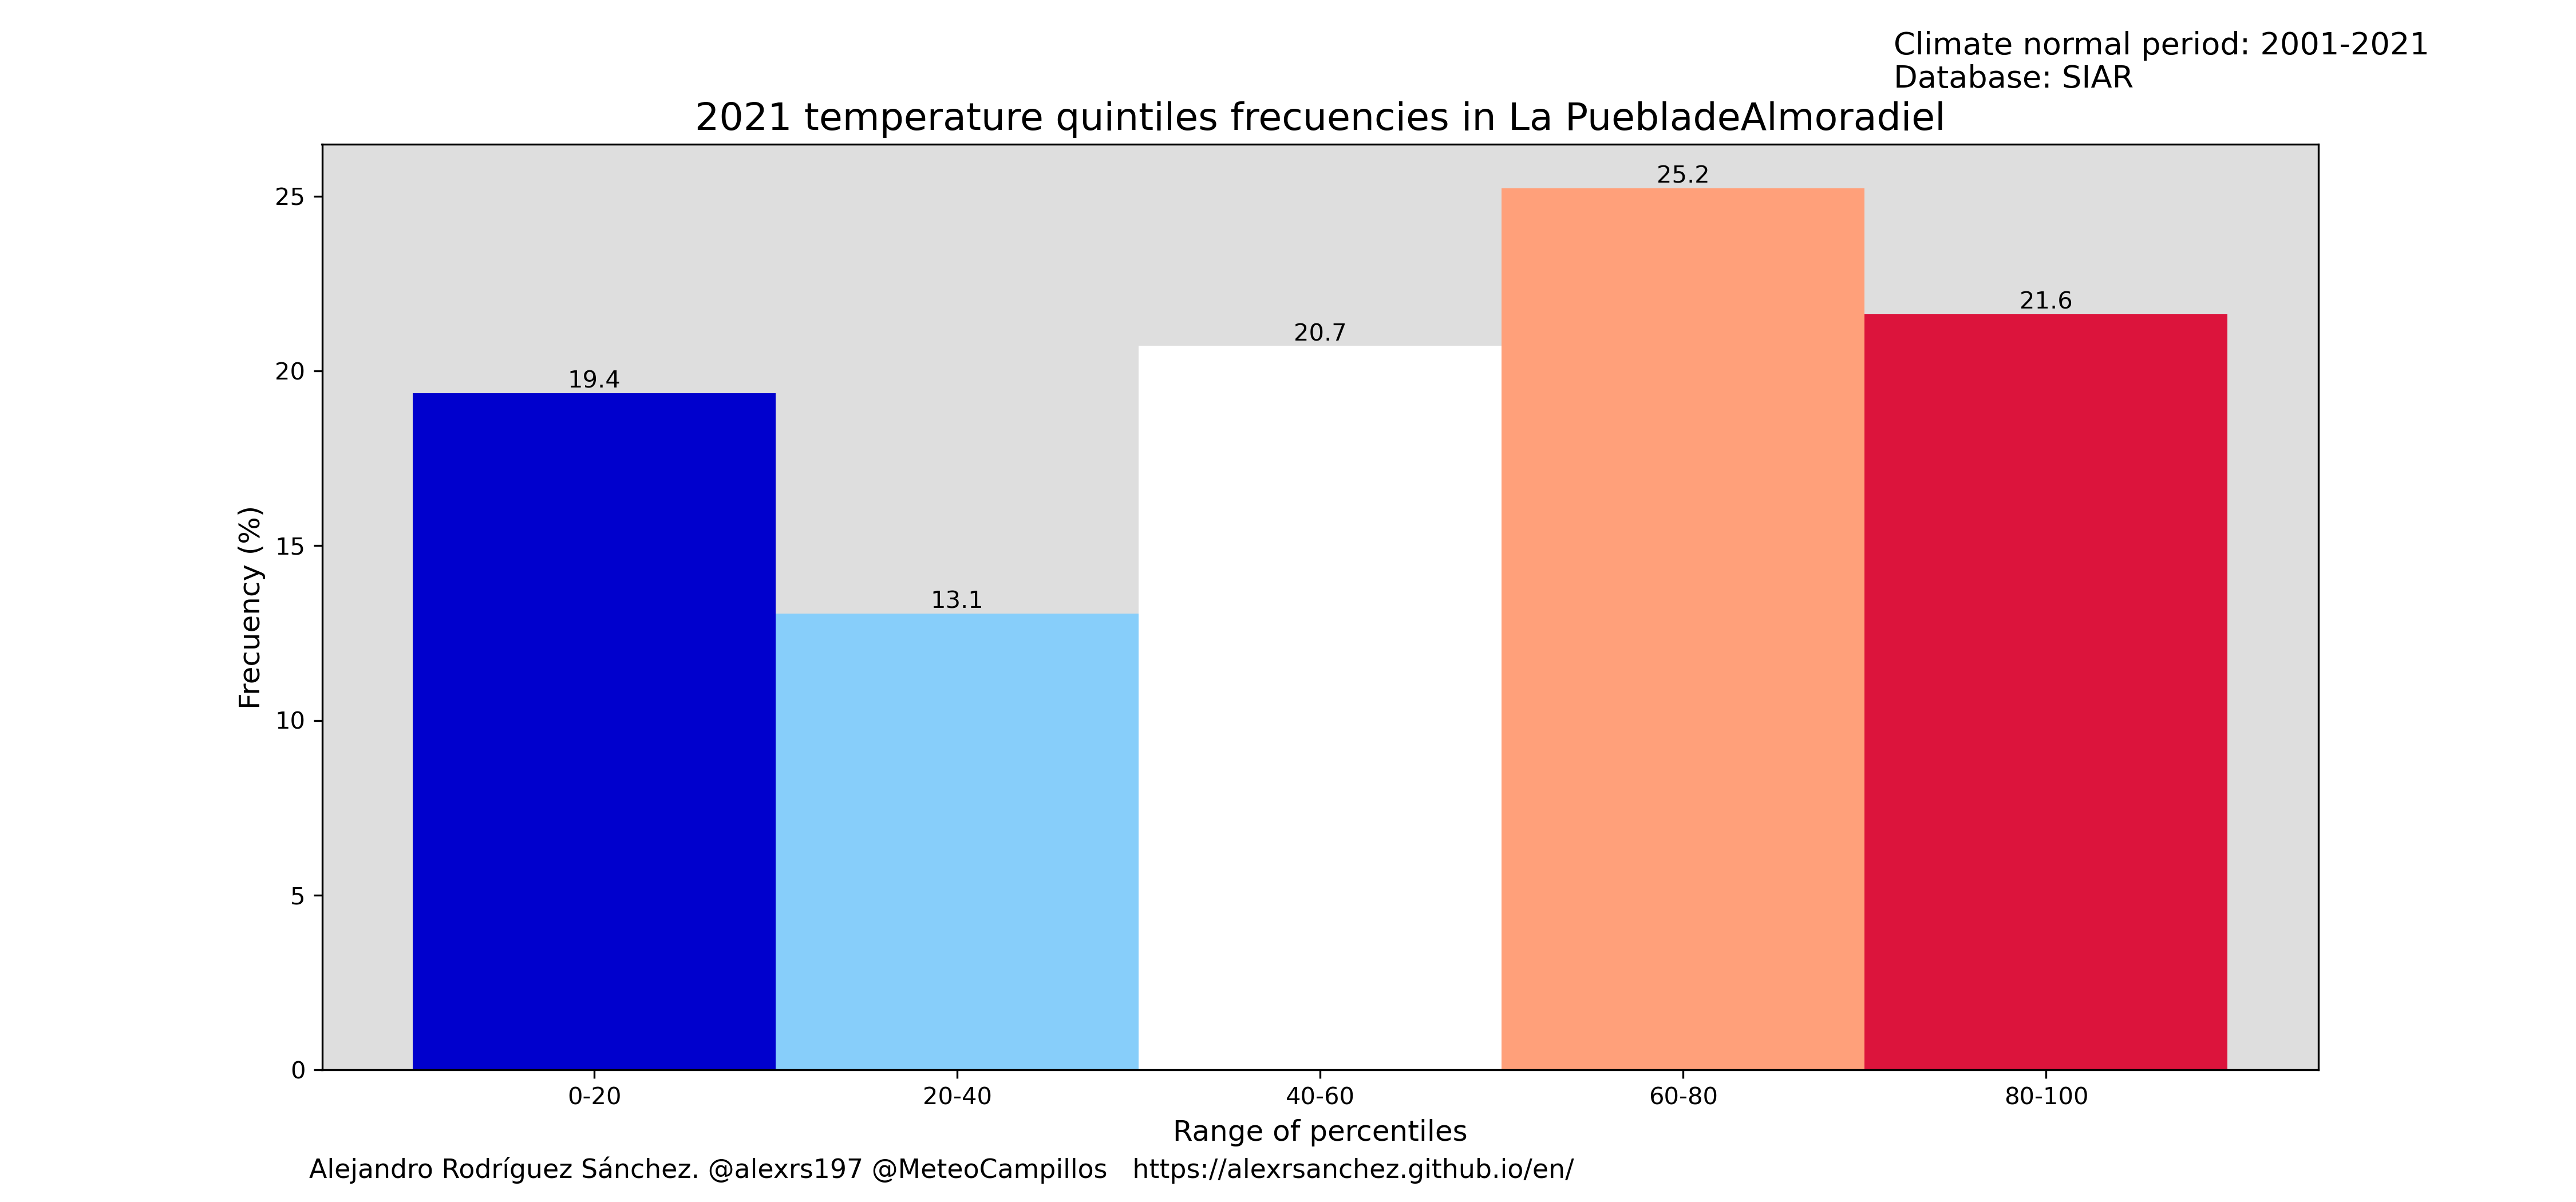 Climate normal period: 2001-2021
Database: SIAR
2021 temperature quintiles frecuencies in La PuebladeAlmoradiel
Frecuency (%)
25
20
15
10
5
0
19.4
13.1
20.7
25.2
21.6
0-20
20-40
40-60
60-80
80-100
Range of percentiles
Alejandro Rodríguez Sánchez. @alexrs197 @MeteoCampillos   https://alexrsanchez.github.io/en/